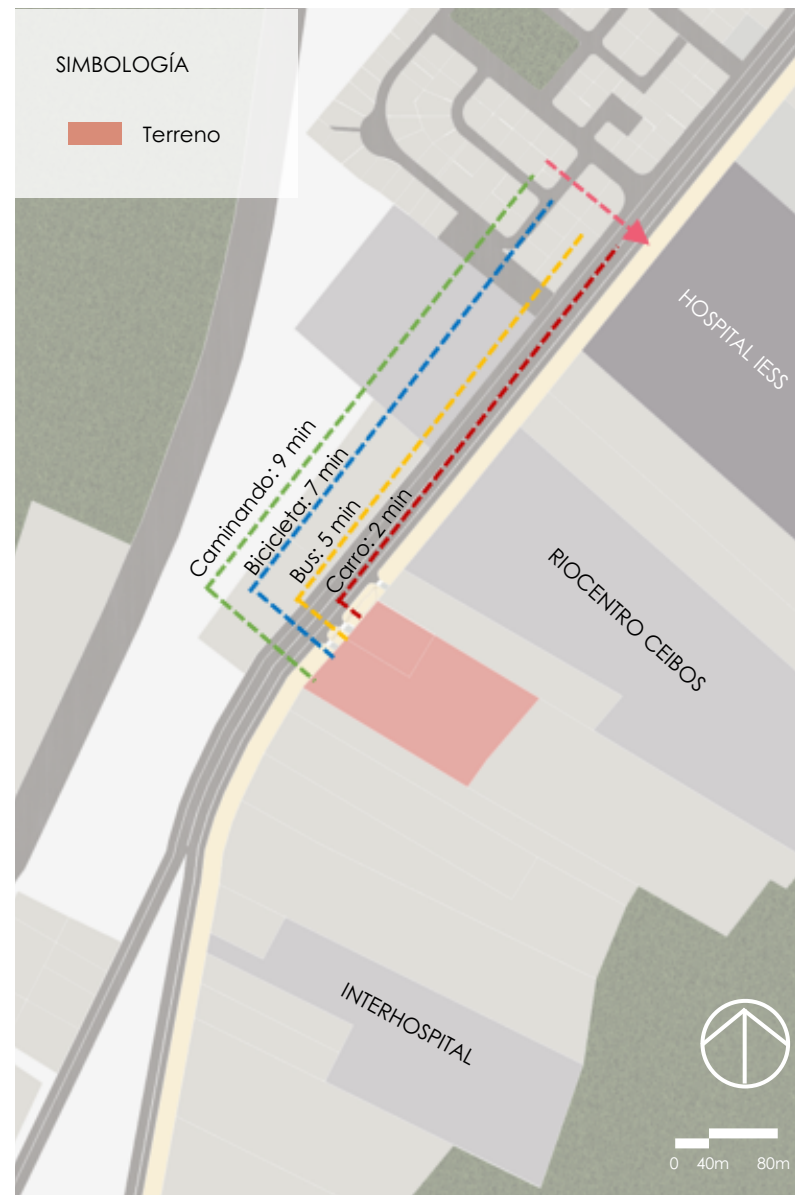 SIMBOLOGÍA
Terreno
HOSPITAL IESS
Caminando: 9 min
Bicicleta: 7 min
Bus: 5 min
Carro: 2 min
RIOCENTRO CEIBOS
INTERHOSPITAL
0 40m 80m